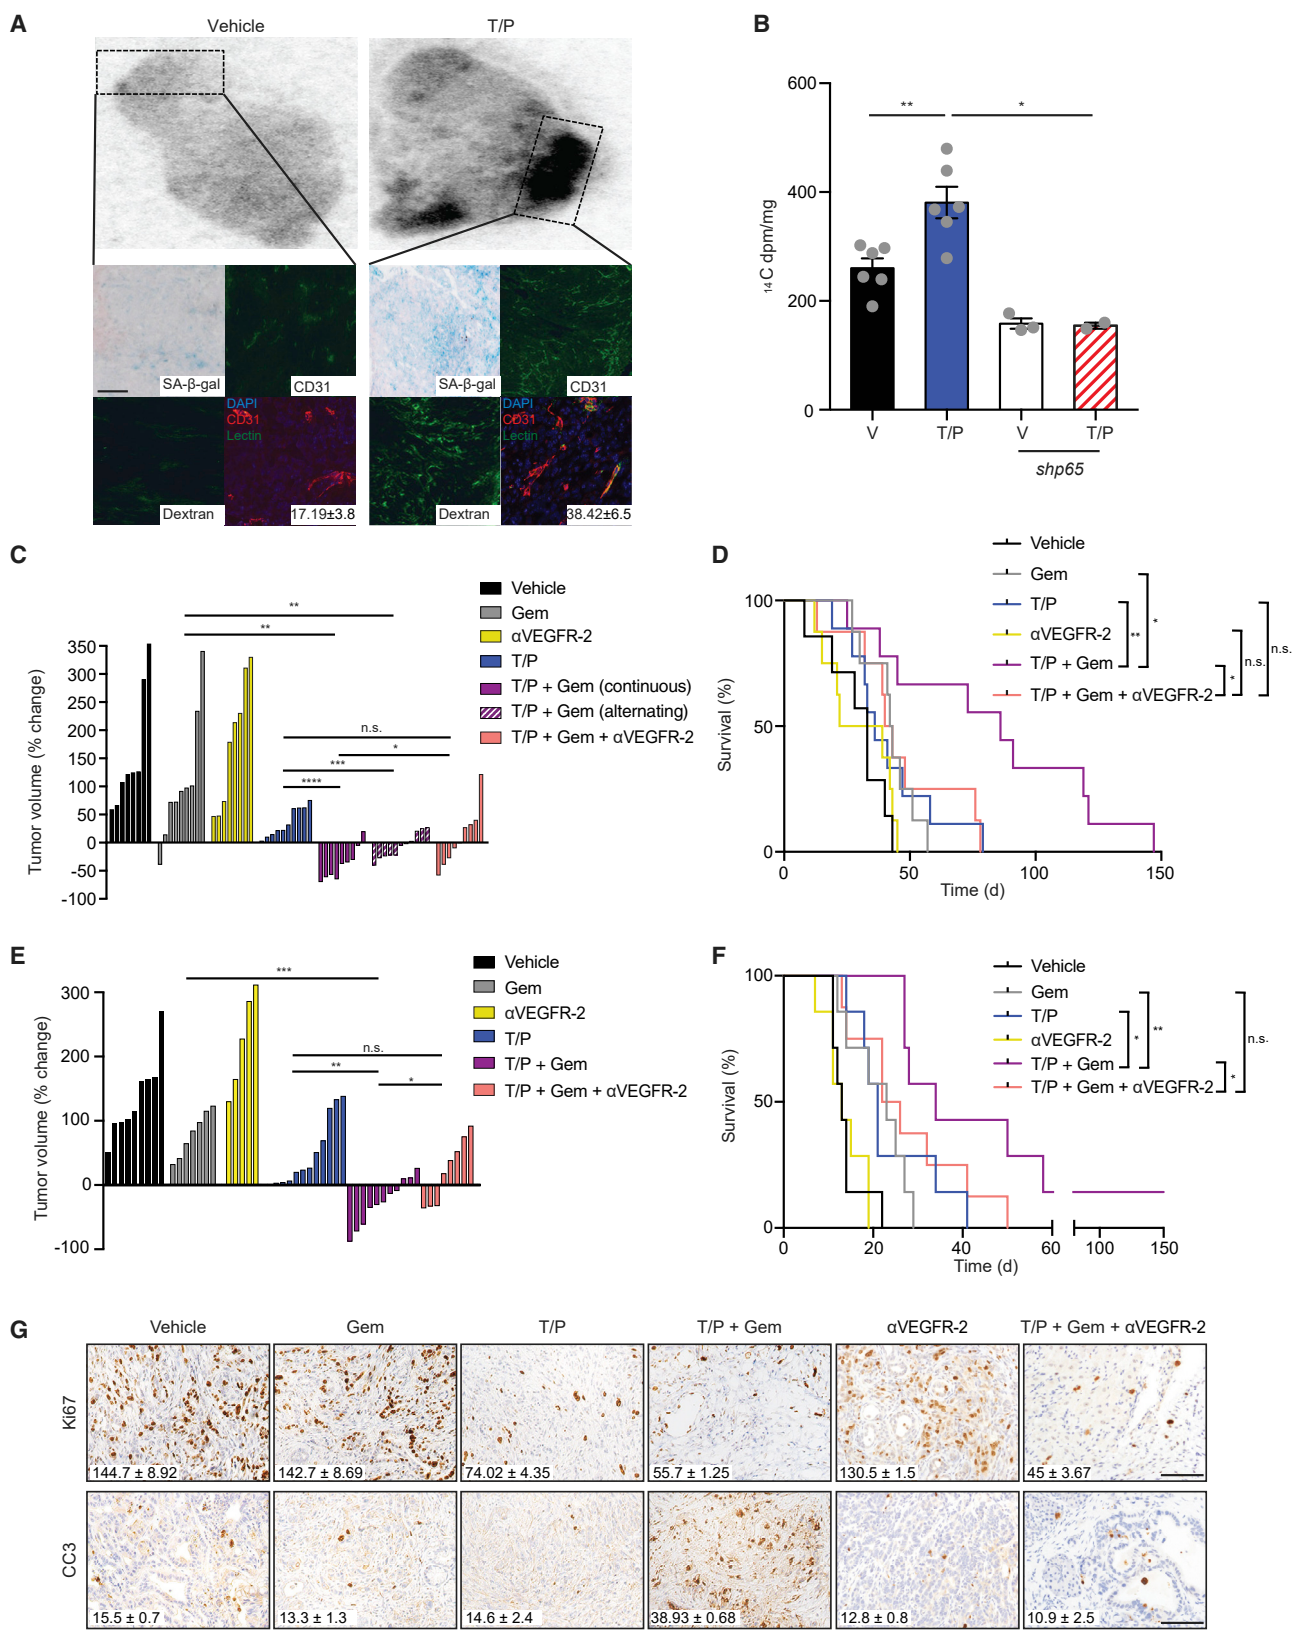 A
Vehicle
T/P
SA-β-gal
CD31
SA-β-gal
CD31
DAPI
CD31
Lectin
Dextran
17.19±3.8
DAPI
CD31
Lectin
Dextran
38.42±6.5
B
600
400
200
0
14C dpm/mg
**
*
V
T/P
V
T/P
shp65
C
Tumor volume (% change)
350
300
250
200
150
100
50
0
-50
-100
**
**
n.s.
*
***
****
Vehicle
Gem
αVEGFR-2
T/P
T/P + Gem (continuous)
T/P + Gem (alternating)
T/P + Gem + αVEGFR-2
D
Survival (%)
100
50
0
0
50
100
150
Time (d)
Vehicle
Gem
T/P
αVEGFR-2
T/P + Gem
T/P + Gem + αVEGFR-2
**
*
*
n.s.
n.s.
E
Tumor volume (% change)
300
200
100
0
-100
***
n.s.
**
*
Vehicle
Gem
αVEGFR-2
T/P
T/P + Gem
T/P + Gem + αVEGFR-2
F
Survival (%)
100
50
0
0
20
40
60
100
150
Time (d)
Vehicle
Gem
T/P
αVEGFR-2
T/P + Gem
T/P + Gem + αVEGFR-2
*
**
*
n.s.
G
Vehicle
Gem
T/P
T/P + Gem
αVEGFR-2
T/P + Gem + αVEGFR-2
Ki67
144.7 ± 8.92
142.7 ± 8.69
74.02 ± 4.35
55.7 ± 1.25
130.5 ± 1.5
45 ± 3.67
CC3
15.5 ± 0.7
13.3 ± 1.3
14.6 ± 2.4
38.93 ± 0.68
12.8 ± 0.8
10.9 ± 2.5